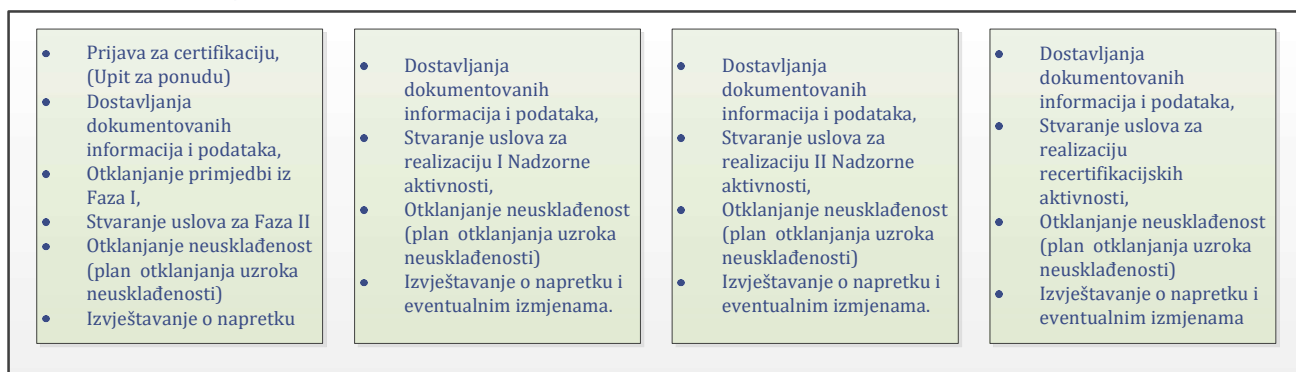 Prijava za certifikaciju,
(Upit za ponudu)
Dostavljanja
dokumentovanih
informacija i podataka,
Otklanjanje primjedbi iz
Faza I,
Stvaranje uslova za Faza II
Otklanjanje neusklađenost
(plan otklanjanja uzroka
neusklađenosti)
Izvještavanje o napretku
Dostavljanja
dokumentovanih
informacija i podataka,
Stvaranje uslova za
realizaciju I Nadzorne
aktivnosti,
Otklanjanje neusklađenost
(plan otklanjanja uzroka
neusklađenosti)
Izvještavanje o napretku i
eventualnim izmjenama.
Dostavljanja
dokumentovanih
informacija i podataka,
Stvaranje uslova za
realizaciju II Nadzorne
aktivnosti,
Otklanjanje neusklađenost
(plan otklanjanja uzroka
neusklađenosti)
Izvještavanje o napretku i
eventualnim izmjenama.
Dostavljanja
dokumentovanih
informacija i podataka,
Stvaranje uslova za
realizaciju
recertifikacijskih
aktivnosti,
Otklanjanje neusklađenost
(plan otklanjanja uzroka
neusklađenosti)
Izvještavanje o napretku i
eventualnim izmjenama